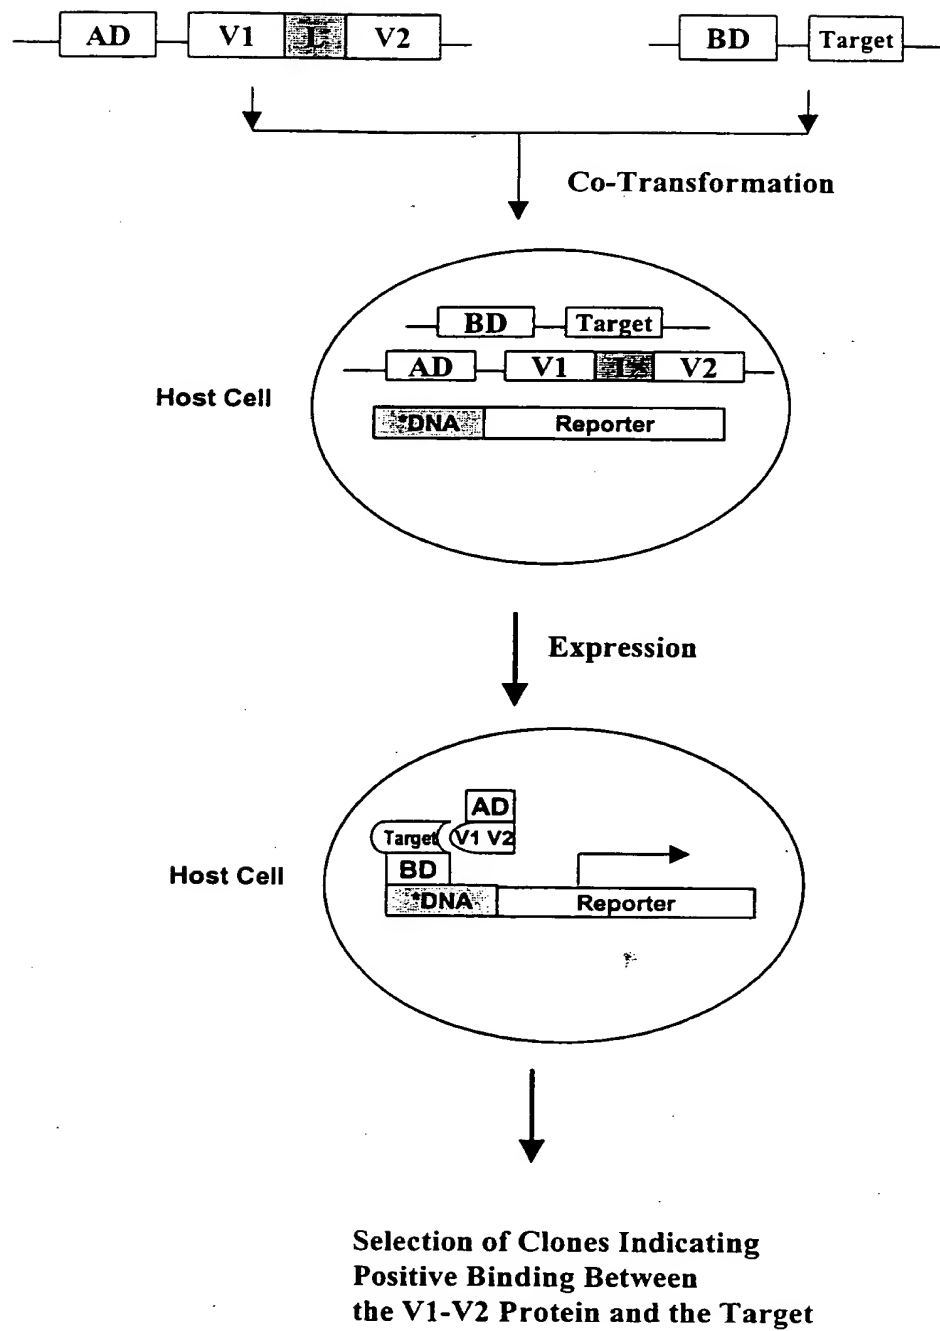 AD V1 L V2
BD Target
Co-Transformation
BD Target
AD V1 L V2
Host Cell
*DNA Reporter
Expression
AD
Target V1 V2
Host Cell
BD
*DNA Reporter
Selection of Clones Indicating
Positive Binding Between
the V1-V2 Protein and the Target